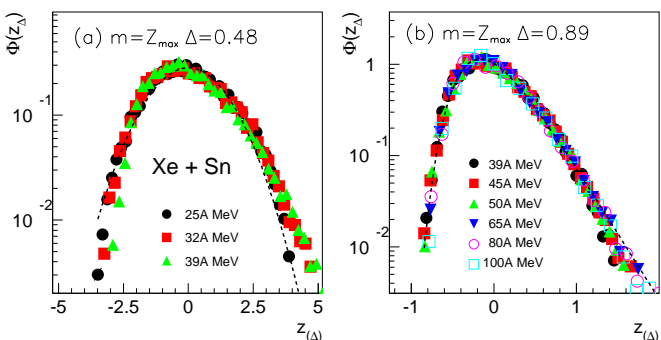 Φ(z_Δ)
(a) m=Z_max Δ=0.48
10^-1
10^-2
Xe + Sn
25A MeV
32A MeV
39A MeV
-5 -2.5 0 2.5 5
z_(Δ)
Φ(z_Δ)
(b) m=Z_max Δ=0.89
1
10^-1
10^-2
39A MeV
45A MeV
50A MeV
65A MeV
80A MeV
100A MeV
-1 0 1
z_(Δ)